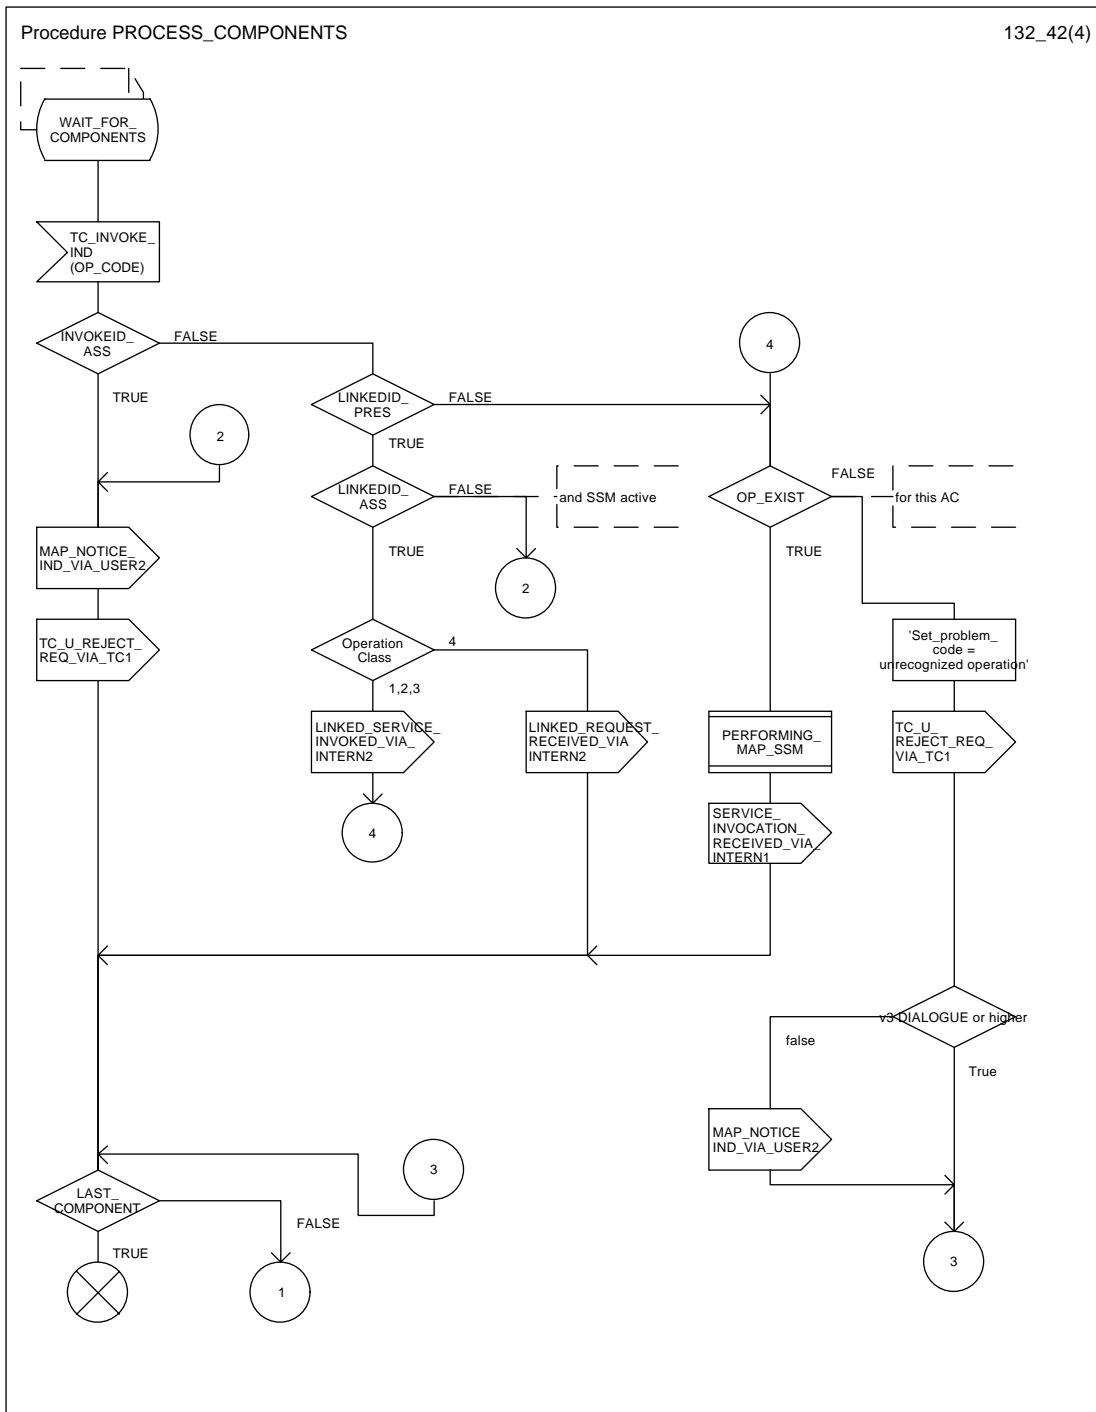 Procedure PROCESS_COMPONENTS
132_42(4)
WAIT_FOR_
COMPONENTS
TC_INVOKE_
IND
(OP_CODE)
INVOKEID_
ASS
FALSE
TRUE
4
LINKEDID_
PRES
FALSE
TRUE
2
LINKEDID_
ASS
FALSE
and SSM active
TRUE
2
OP_EXIST
FALSE
for this AC
TRUE
MAP_NOTICE_
IND_VIA_USER2
TC_U_REJECT_
REQ_VIA_TC1
Operation
Class
4
1,2,3
'Set_problem_
code =
unrecognized operation'
LINKED_SERVICE_
INVOKED_VIA_
INTERN2
LINKED_REQUEST_
RECEIVED_VIA
INTERN2
PERFORMING_
MAP_SSM
TC_U_
REJECT_REQ_
VIA_TC1
4
SERVICE_
INVOCATION_
RECEIVED_VIA_
INTERN1
v3 DIALOGUE or higher
false
True
MAP_NOTICE
IND_VIA_USER2
3
LAST_
COMPONENT
FALSE
TRUE
1
3